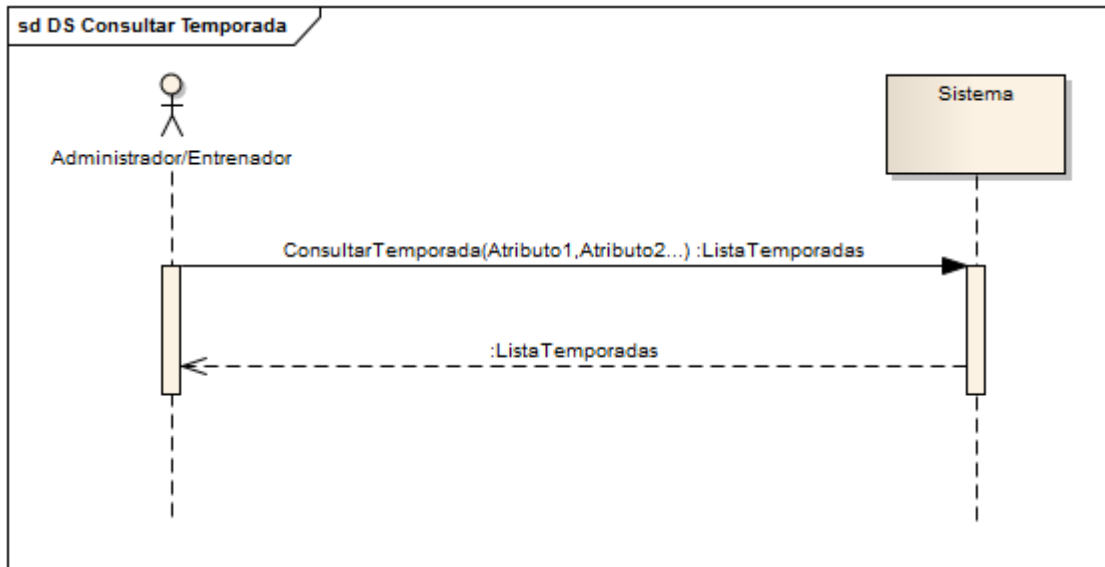 sd DS Consultar Temporada
Administrador/Entrenador
Sistema
ConsultarTemporada(Atributo1,Atributo2...) :ListaTemporadas
:ListaTemporadas